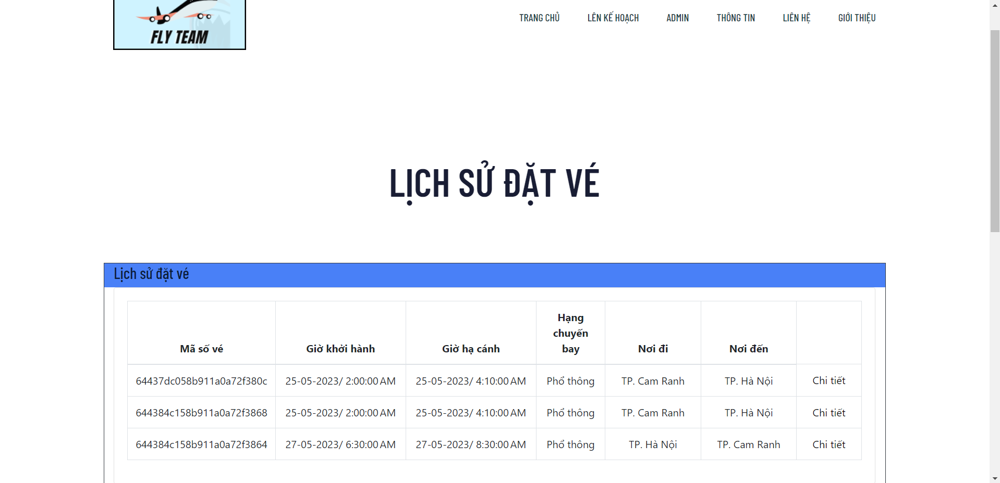 FLY TEAM
TRANG CHỦ LÊN KẾ HOẠCH ADMIN THÔNG TIN LIÊN HỆ GIỚI THIỆU
LỊCH SỬ ĐẶT VÉ
Lịch sử đặt vé
Mã số vé Giờ khởi hành Giờ hạ cánh Hạng chuyến bay Nơi đi Nơi đến
64437dc058b911a0a72f380c 25-05-2023/ 2:00:00 AM 25-05-2023/ 4:10:00 AM Phổ thông TP. Cam Ranh TP. Hà Nội Chi tiết
644384c158b911a0a72f3868 25-05-2023/ 2:00:00 AM 25-05-2023/ 4:10:00 AM Phổ thông TP. Cam Ranh TP. Hà Nội Chi tiết
644384c158b911a0a72f3864 27-05-2023/ 6:30:00 AM 27-05-2023/ 8:30:00 AM Phổ thông TP. Hà Nội TP. Cam Ranh Chi tiết